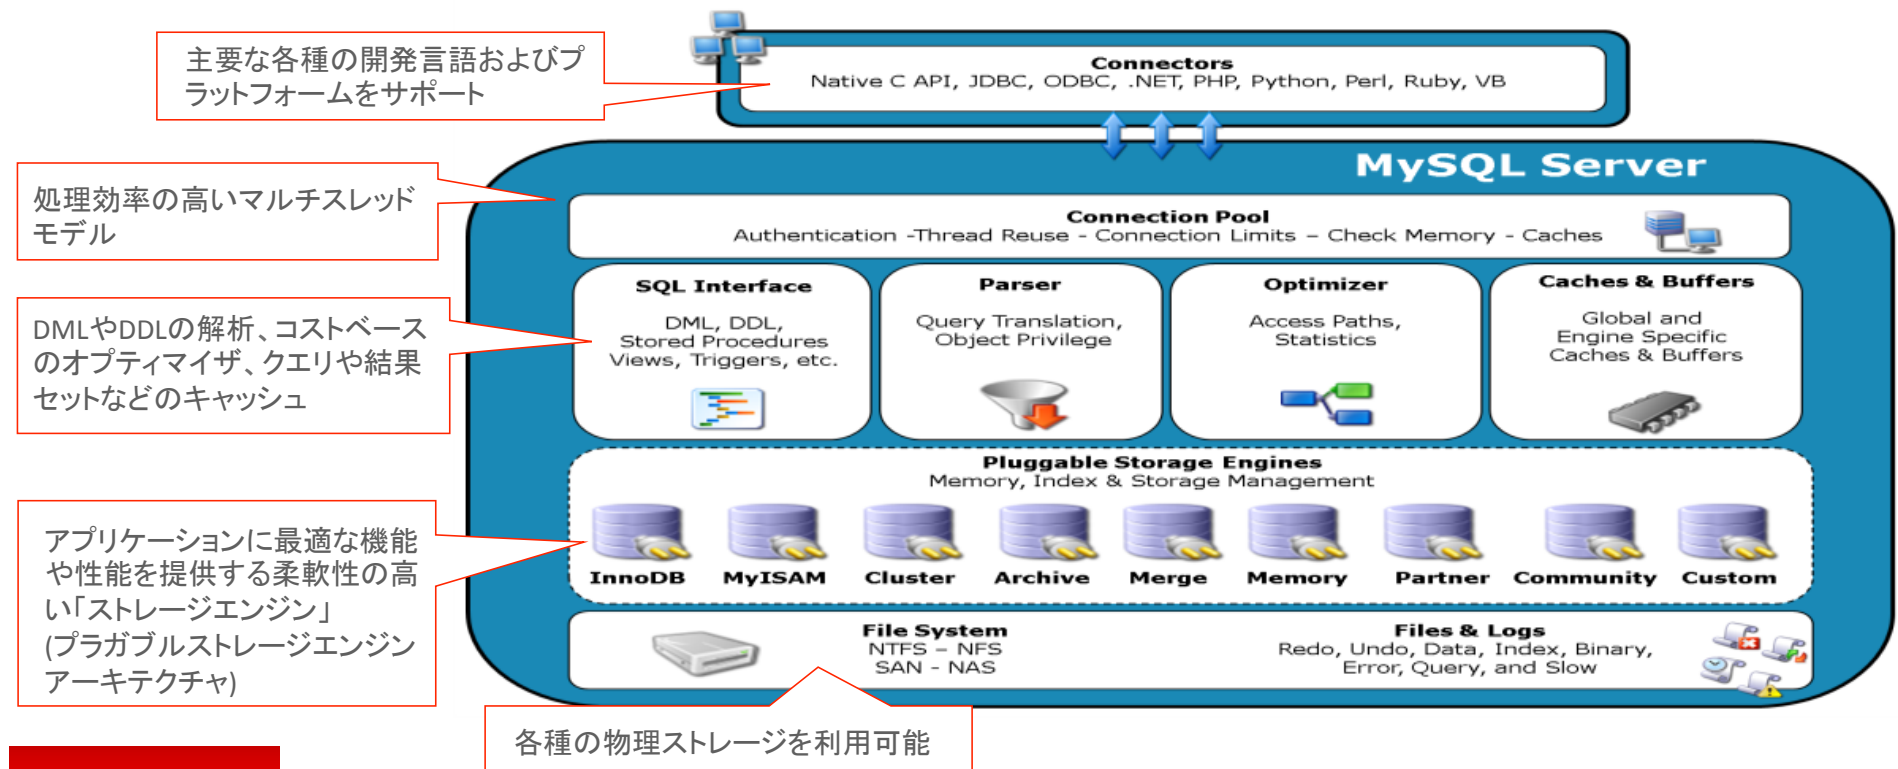 主要な各種の開発言語およびプ
ラットフォームをサポート
Connectors
Native C API, JDBC, ODBC, .NET, PHP, Python, Perl, Ruby, VB
MySQL Server
処理効率の高いマルチスレッド
モデル
Connection Pool
Authentication -Thread Reuse - Connection Limits – Check Memory - Caches
DMLやDDLの解析、コストベース
のオプティマイザ、クエリや結果
セットなどのキャッシュ
SQL Interface
DML, DDL,
Stored Procedures
Views, Triggers, etc.
Parser
Query Translation,
Object Privilege
Optimizer
Access Paths,
Statistics
Caches & Buffers
Global and
Engine Specific
Caches & Buffers
アプリケーションに最適な機能
や性能を提供する柔軟性の高
い「ストレージエンジン」
(プラガブルストレージエンジン
アーキテクチャ)
Pluggable Storage Engines
Memory, Index & Storage Management
InnoDB MyISAM Cluster Archive Merge Memory Partner Community Custom
File System
NTFS – NFS
SAN - NAS
Files & Logs
Redo, Undo, Data, Index, Binary,
Error, Query, and Slow
各種の物理ストレージを利用可能